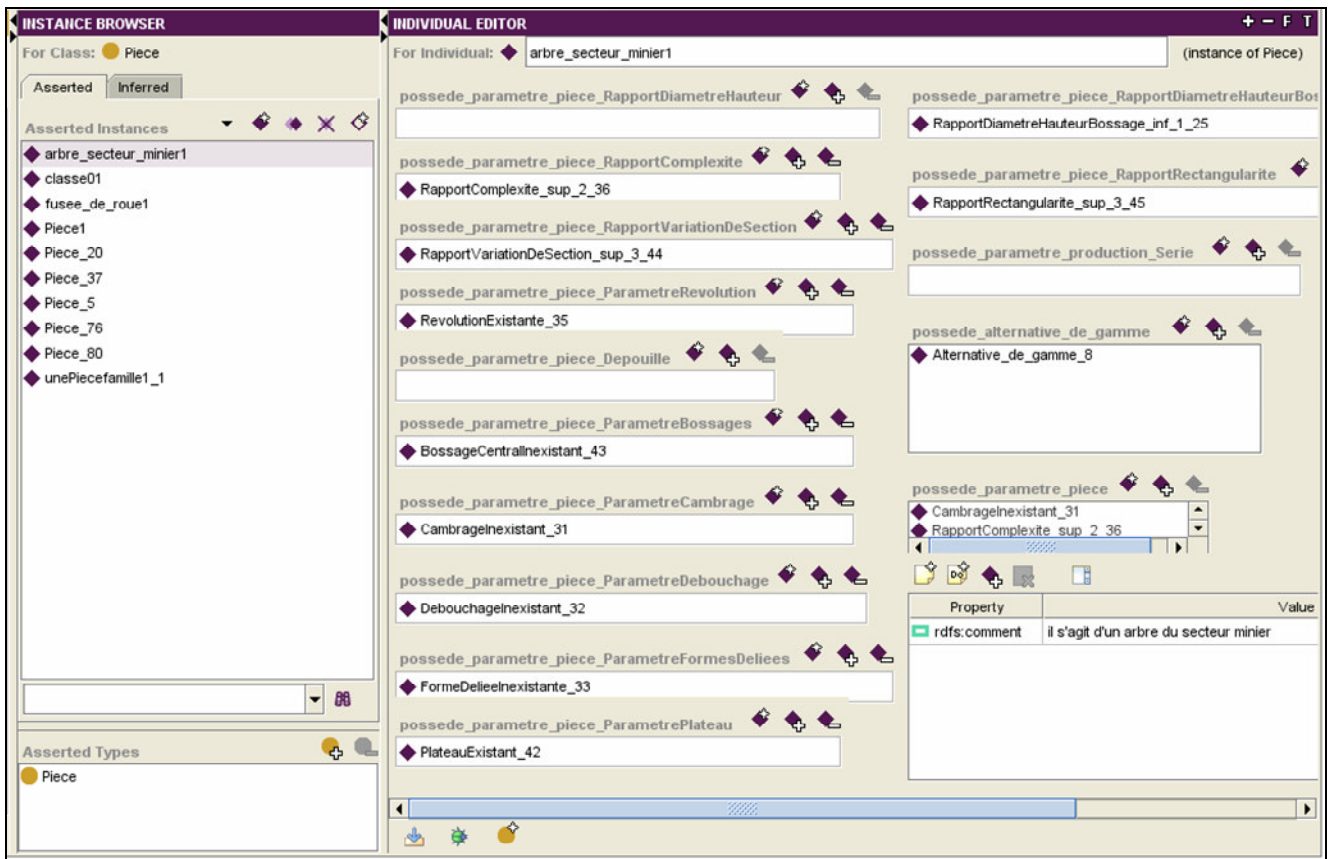 INSTANCE BROWSER
For Class: Piece
Asserted Inferred
Asserted Instances
arbre_secteur_minier1
classe01
fusee_de_roue1
Piece1
Piece_20
Piece_37
Piece_5
Piece_76
Piece_80
unePiecefamille1_1
Asserted Types
Piece
INDIVIDUAL EDITOR + − F T
For Individual: arbre_secteur_minier1 (instance of Piece)
possede_parametre_piece_RapportDiametreHauteur
possede_parametre_piece_RapportComplexite
RapportComplexite_sup_2_36
possede_parametre_piece_RapportVariationDeSection
RapportVariationDeSection_sup_3_44
possede_parametre_piece_ParametreRevolution
RevolutionExistante_35
possede_parametre_piece_Depouille
possede_parametre_piece_ParametreBossages
BossageCentralInexistant_43
possede_parametre_piece_ParametreCambrage
CambrageInexistant_31
possede_parametre_piece_ParametreDebouchage
DebouchageInexistant_32
possede_parametre_piece_ParametreFormesDeliees
FormeDelieeInexistante_33
possede_parametre_piece_ParametrePlateau
PlateauExistant_42
possede_parametre_piece_RapportDiametreHauteurBos
RapportDiametreHauteurBossage_inf_1_25
possede_parametre_piece_RapportRectangularite
RapportRectangularite_sup_3_45
possede_parametre_production_Serie
possede_alternative_de_gamme
Alternative_de_gamme_8
possede_parametre_piece
CambrageInexistant_31
RapportComplexite_sup_2_36
Property Value
rdfs:comment il s'agit d'un arbre du secteur minier